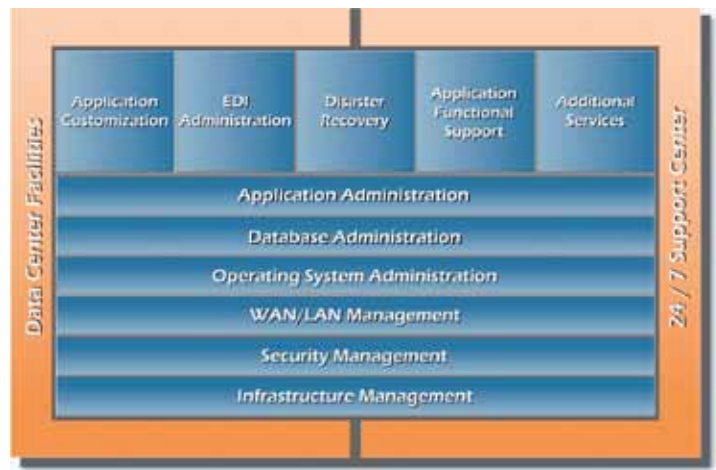 Data Center Facilities
Application
Customization
EDI
Administration
Disaster
Recovery
Application
Functional
Support
Additional
Services
Application Administration
Database Administration
Operating System Administration
WAN/LAN Management
Security Management
Infrastructure Management
24 / 7 Support Center